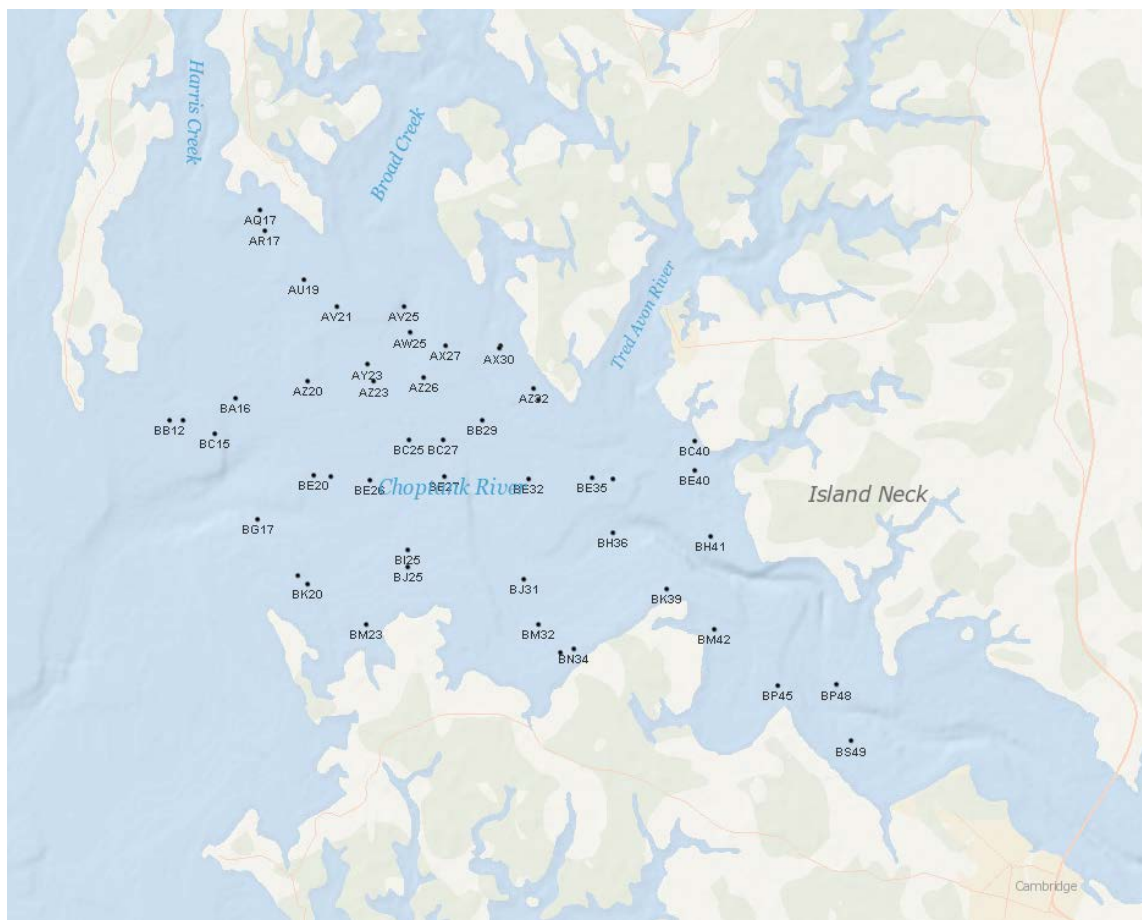 Harris Creek
Broad Creek
AQ17
AR17
Tred Avon River
AU19
AV21
AV25
AW25
AX27
AX30
AY23
AZ20
AZ23
AZ26
AZ32
BA16
BB12
BB29
BC15
BC25
BC27
BC40
BE20
BE26
Choptank River
BE27
BE32
BE35
BE40
Island Neck
BG17
BH36
BH41
BI25
BJ25
BJ31
BK20
BK39
BM23
BM32
BM42
BN34
BP45
BP48
BS49
Cambridge